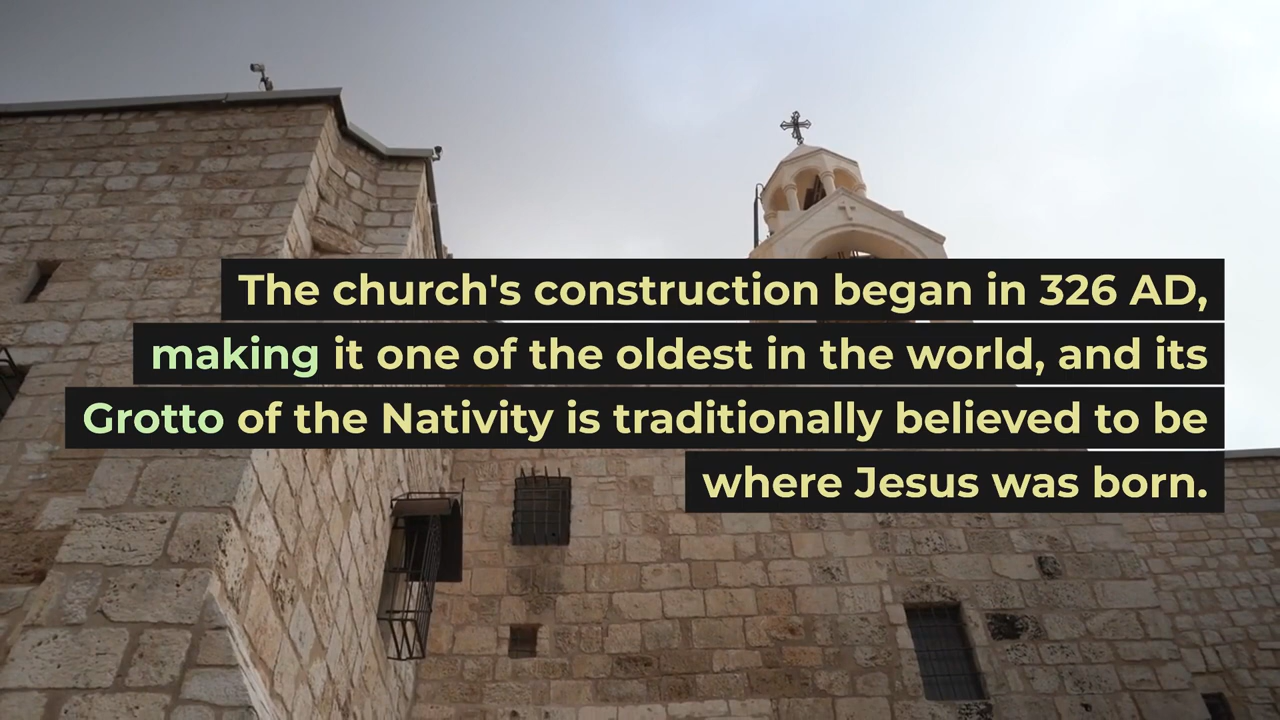 The church's construction began in 326 AD,
making it one of the oldest in the world, and its
Grotto of the Nativity is traditionally believed to be
where Jesus was born.